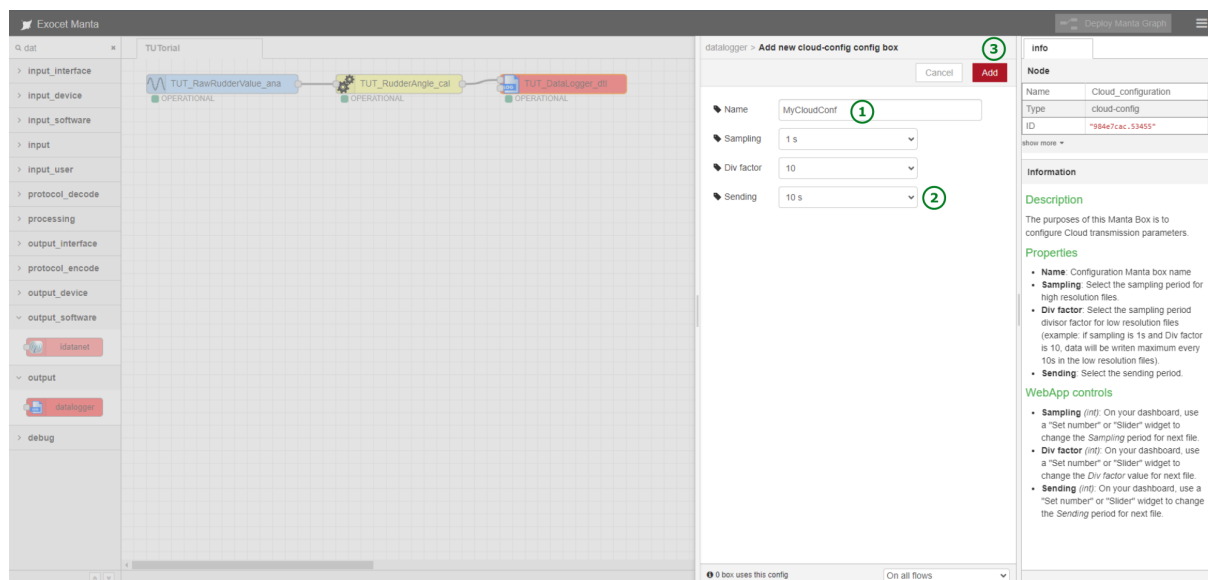 Exocet Manta
Deploy Manta Graph
dat
input_interface
input_device
input_software
input
input_user
protocol_decode
processing
output_interface
protocol_encode
output_device
output_software
idatanet
output
datalogger
debug
TUTorial
TUT_RawRudderValue_ana
OPERATIONAL
TUT_RudderAngle_cal
OPERATIONAL
TUT_DataLogger_dtl
OPERATIONAL
datalogger > Add new cloud-config config box
3
Cancel
Add
Name
MyCloudConf
1
Sampling
1 s
Div factor
10
Sending
10 s
2
0 box uses this config
On all flows
info
Node
Name Cloud_configuration
Type cloud-config
ID "984e7cac.53455"
show more
Information
Description
The purposes of this Manta Box is to
configure Cloud transmission parameters.
Properties
• Name: Configuration Manta box name
• Sampling: Select the sampling period for
high resolution files.
• Div factor: Select the sampling period
divisor factor for low resolution files
(example: if sampling is 1s and Div factor
is 10, data will be writen maximum every
10s in the low resolution files).
• Sending: Select the sending period.
WebApp controls
• Sampling (int): On your dashboard, use
a "Set number" or "Slider" widget to
change the Sampling period for next file.
• Div factor (int): On your dashboard, use
a "Set number" or "Slider" widget to
change the Div factor value for next file.
• Sending (int): On your dashboard, use a
"Set number" or "Slider" widget to change
the Sending period for next file.